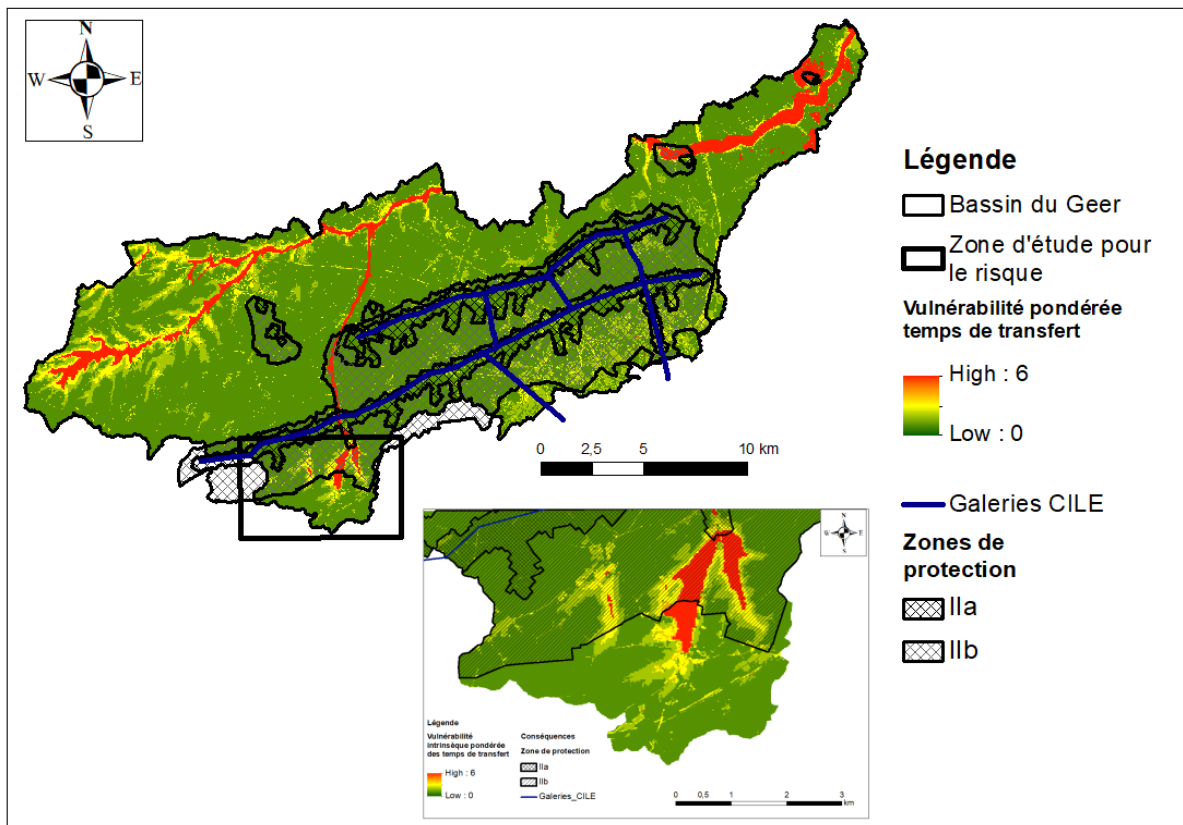 N
W
E
S
Légende
Bassin du Geer
Zone d'étude pour
le risque
Vulnérabilité pondérée
temps de transfert
High : 6
Low : 0
0 2,5 5 10 km
Galeries CILE
Zones de
protection
IIa
IIb
N
W
E
S
Légende
Vulnérabilité
intrinsèque pondérée
des temps de transfert
High : 6
Low : 0
Conséquences
Zone de protection
IIa
IIb
Galeries_CILE
0 0,5 1 2 3
km